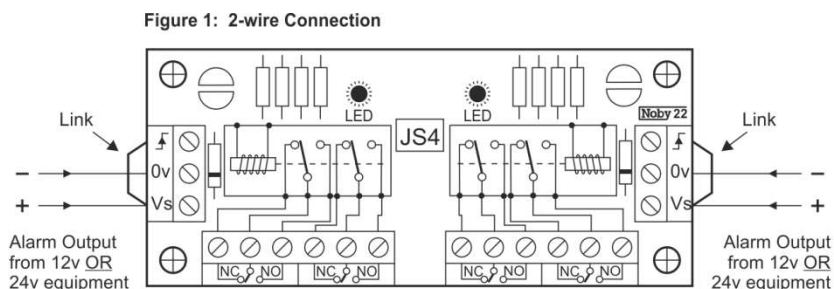 Figure 1: 2-wire Connection
Link
LED
JS4
LED
Noby 22
Link
0v
Vs
0v
Vs
Alarm Output
from 12v OR
24v equipment
NC NO NC NO
NC NO NC NO
Alarm Output
from 12v OR
24v equipment